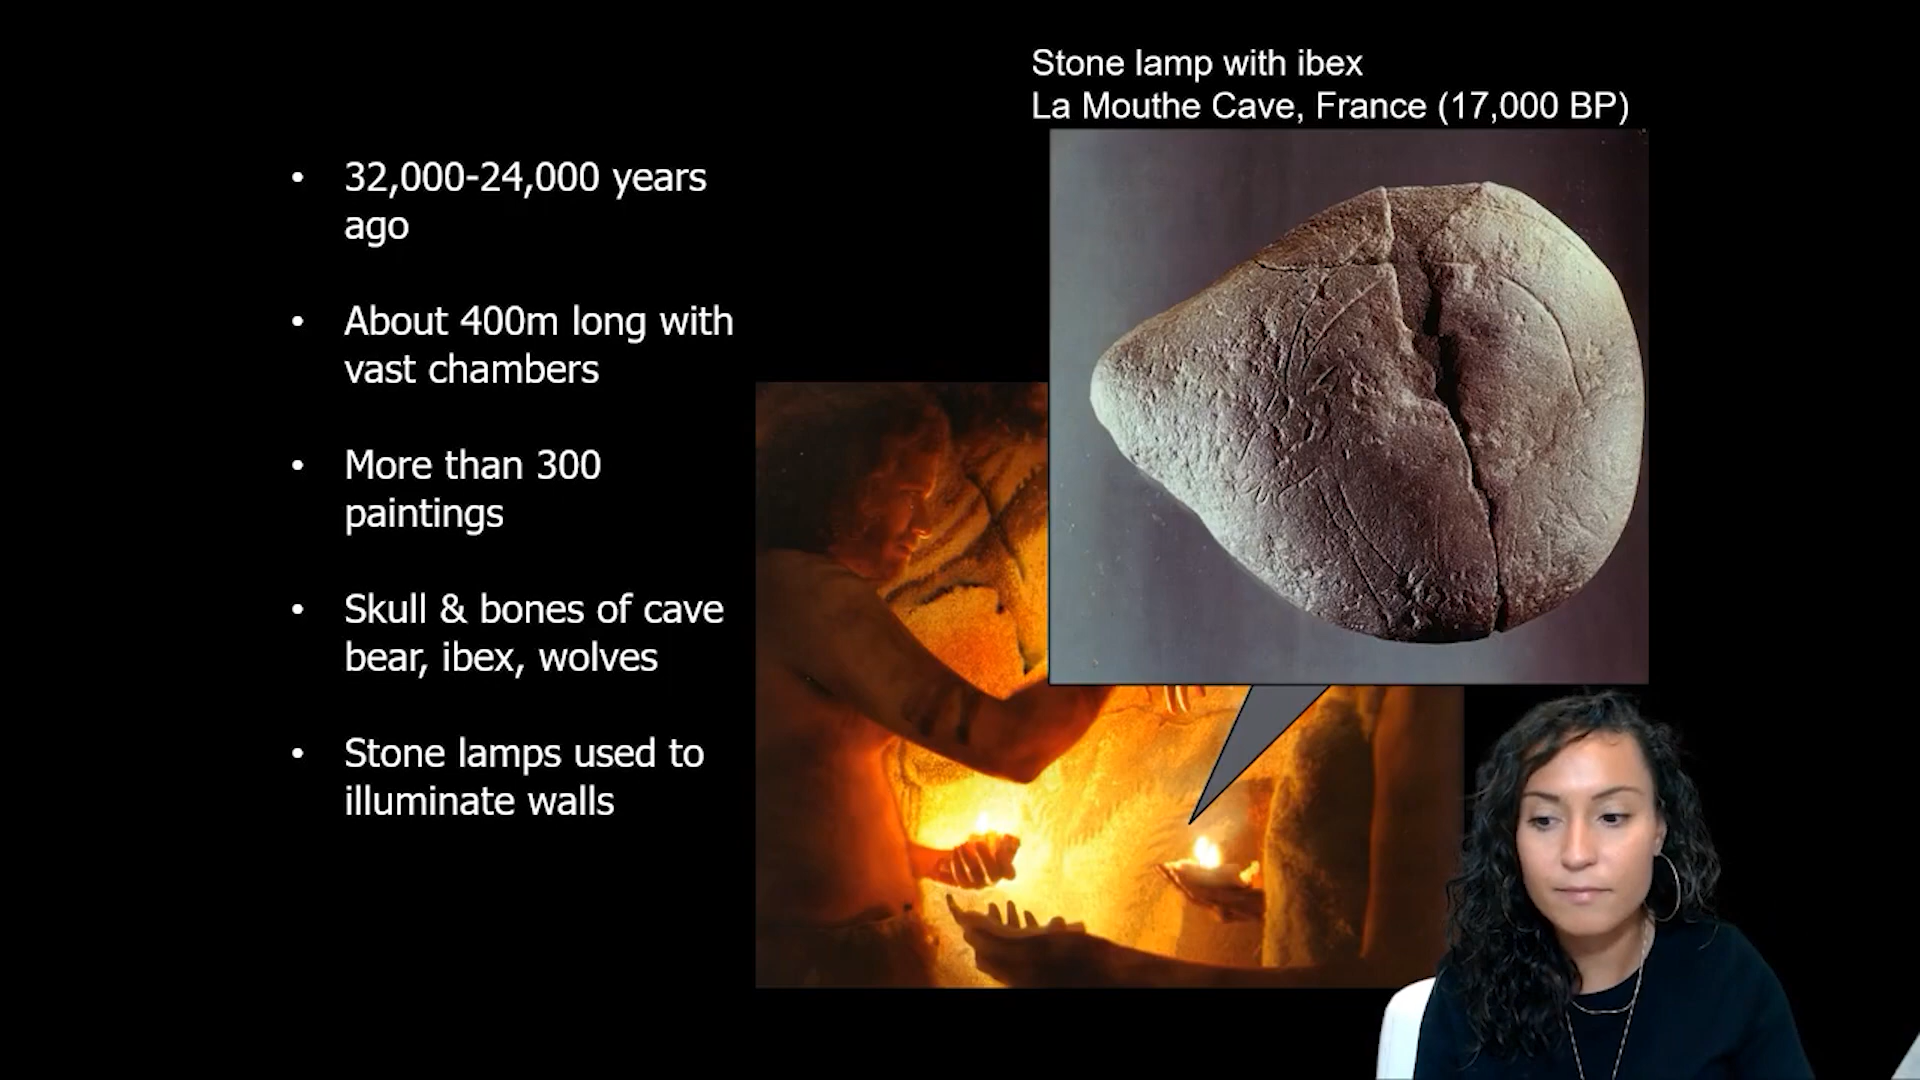 Stone lamp with ibex
La Mouthe Cave, France (17,000 BP)
• 32,000-24,000 years
ago
• About 400m long with
vast chambers
• More than 300
paintings
• Skull & bones of cave
bear, ibex, wolves
• Stone lamps used to
illuminate walls